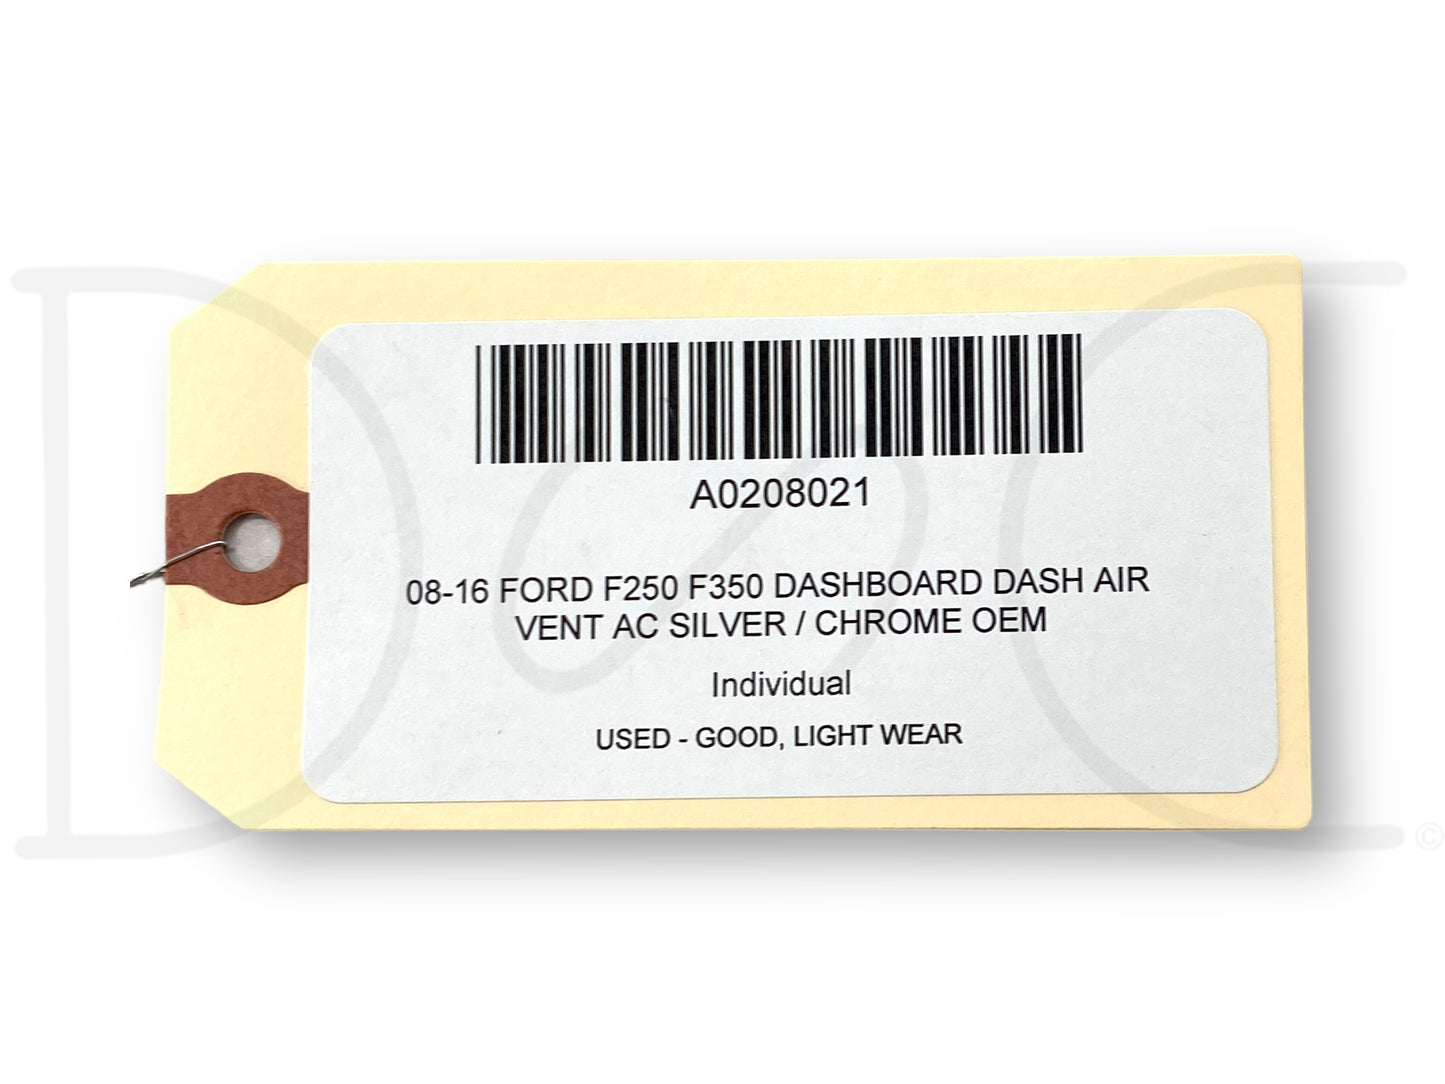 A0208021
08-16 FORD F250 F350 DASHBOARD DASH AIR
VENT AC SILVER / CHROME OEM
Individual
USED - GOOD, LIGHT WEAR
©